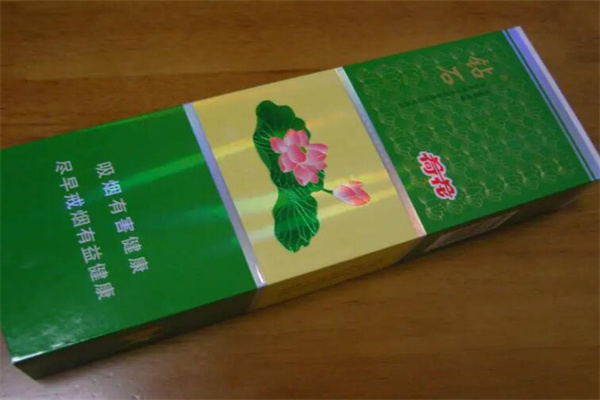 钻石®
荷花
吸烟有害健康
尽早戒烟有益健康